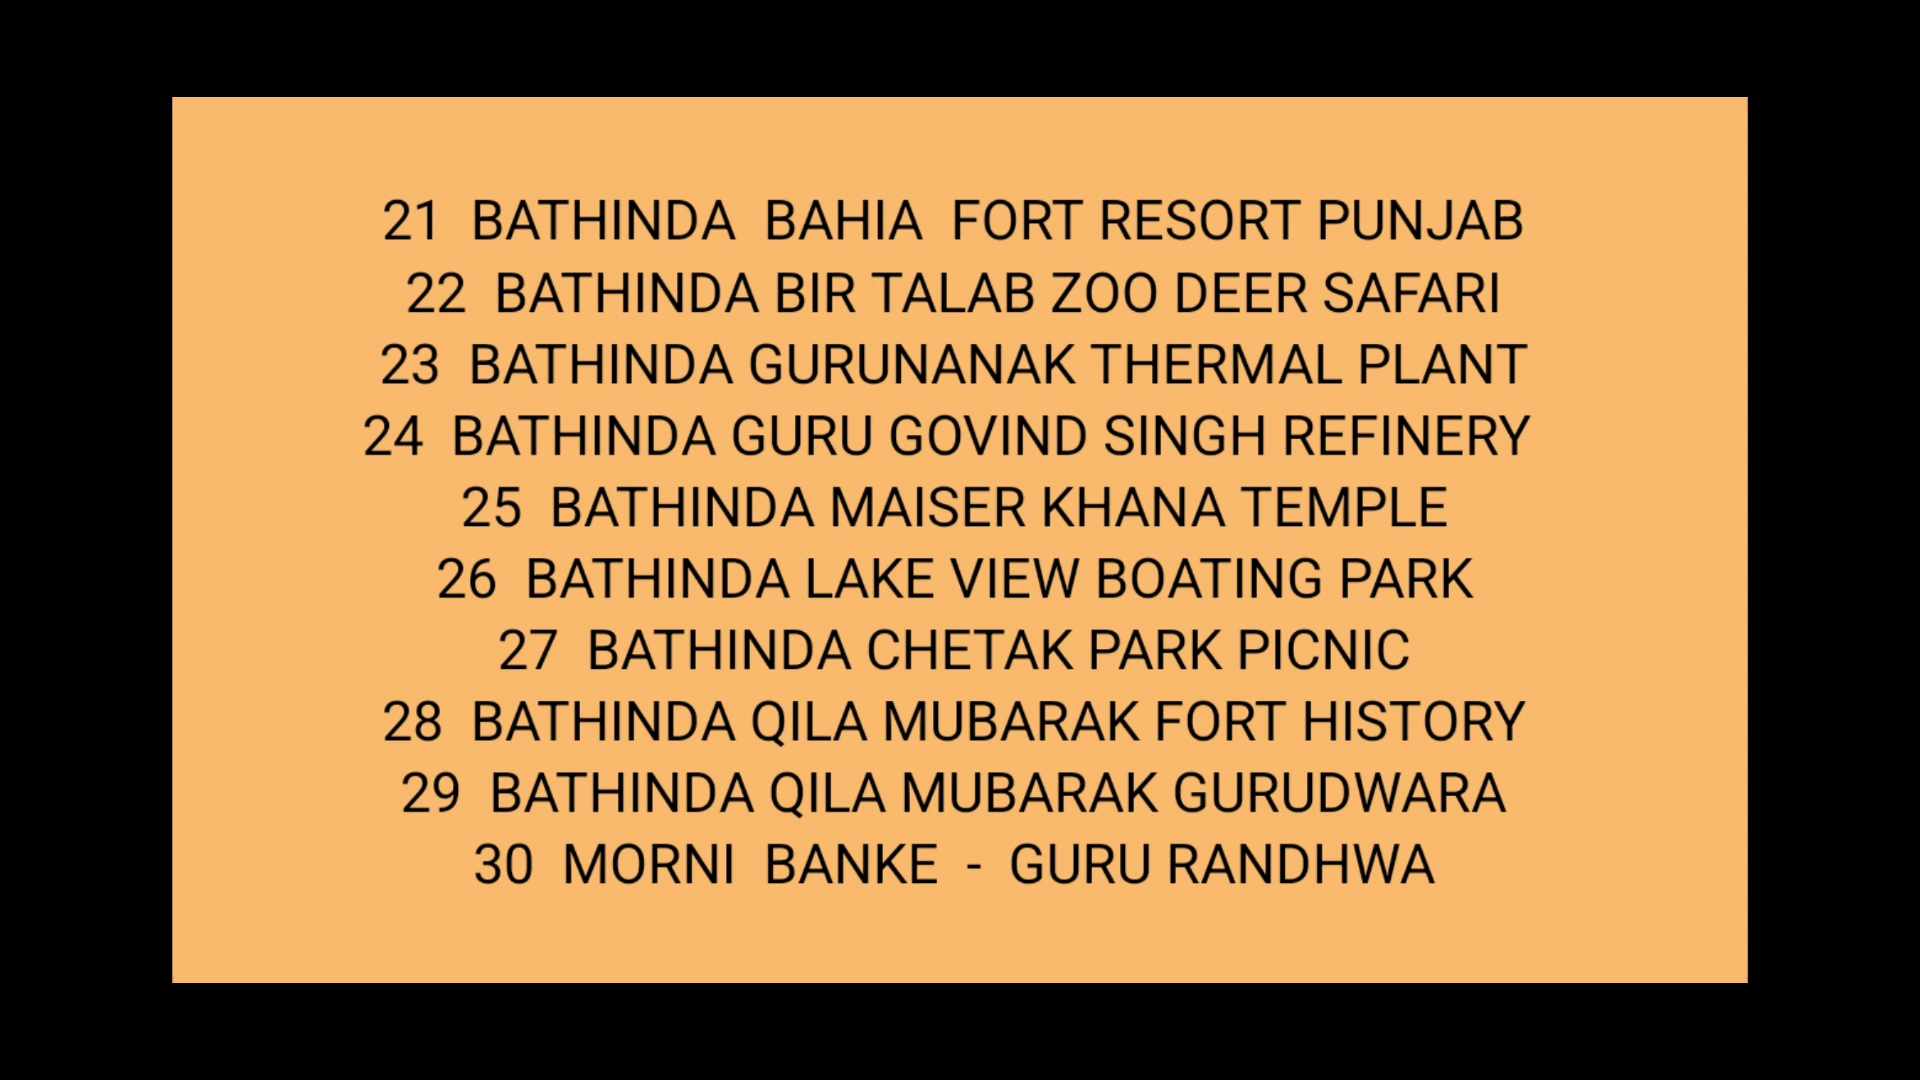 21 BATHINDA BAHIA FORT RESORT PUNJAB
22 BATHINDA BIR TALAB ZOO DEER SAFARI
23 BATHINDA GURUNANAK THERMAL PLANT
24 BATHINDA GURU GOVIND SINGH REFINERY
25 BATHINDA MAISER KHANA TEMPLE
26 BATHINDA LAKE VIEW BOATING PARK
27 BATHINDA CHETAK PARK PICNIC
28 BATHINDA QILA MUBARAK FORT HISTORY
29 BATHINDA QILA MUBARAK GURUDWARA
30 MORNI BANKE - GURU RANDHWA